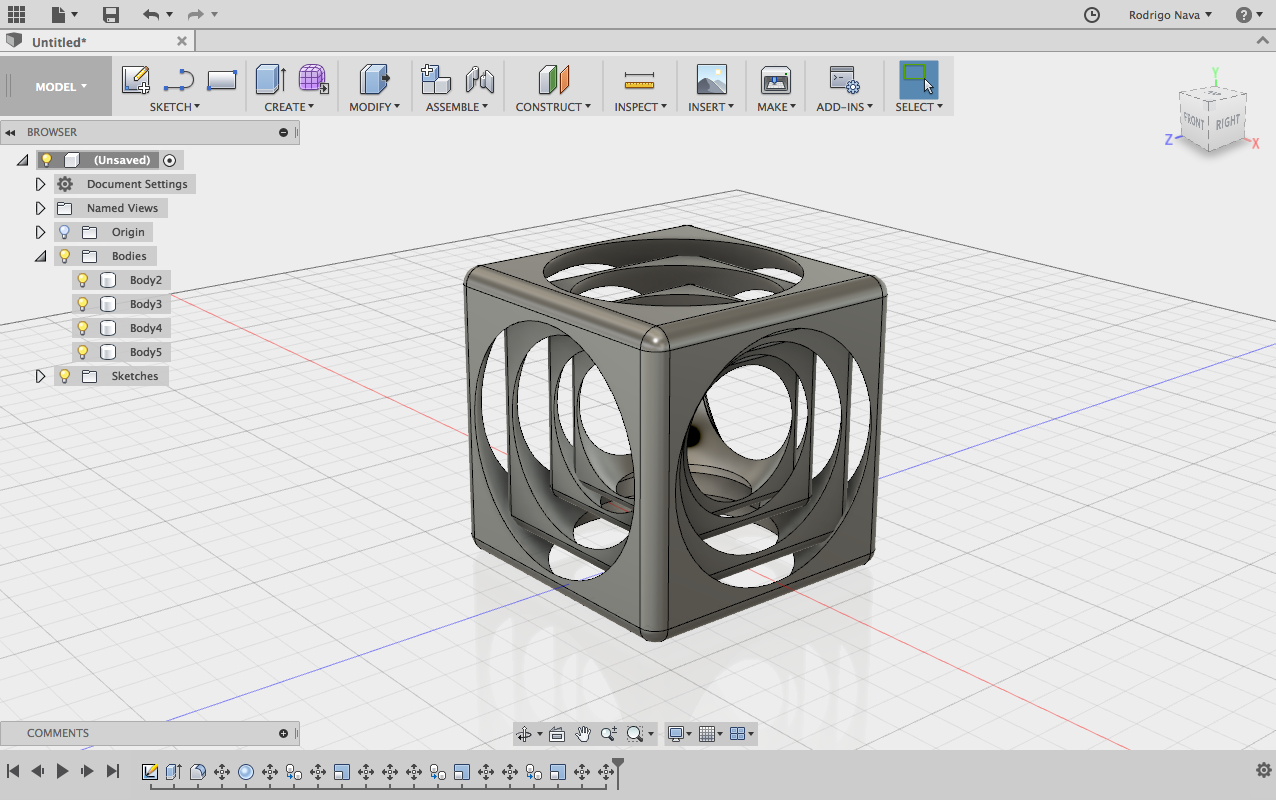 Rodrigo Nava
?
Untitled*
MODEL
SKETCH
CREATE
MODIFY
ASSEMBLE
CONSTRUCT
INSPECT
INSERT
MAKE
ADD-INS
SELECT
Y
FRONT
RIGHT
Z
X
BROWSER
(Unsaved)
Document Settings
Named Views
Origin
Bodies
Body2
Body3
Body4
Body5
Sketches
COMMENTS